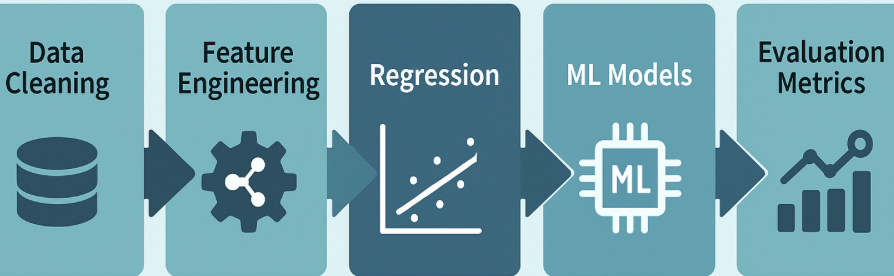 Data
Cleaning
Feature
Engineering
Regression
ML Models
ML
Evaluation
Metrics